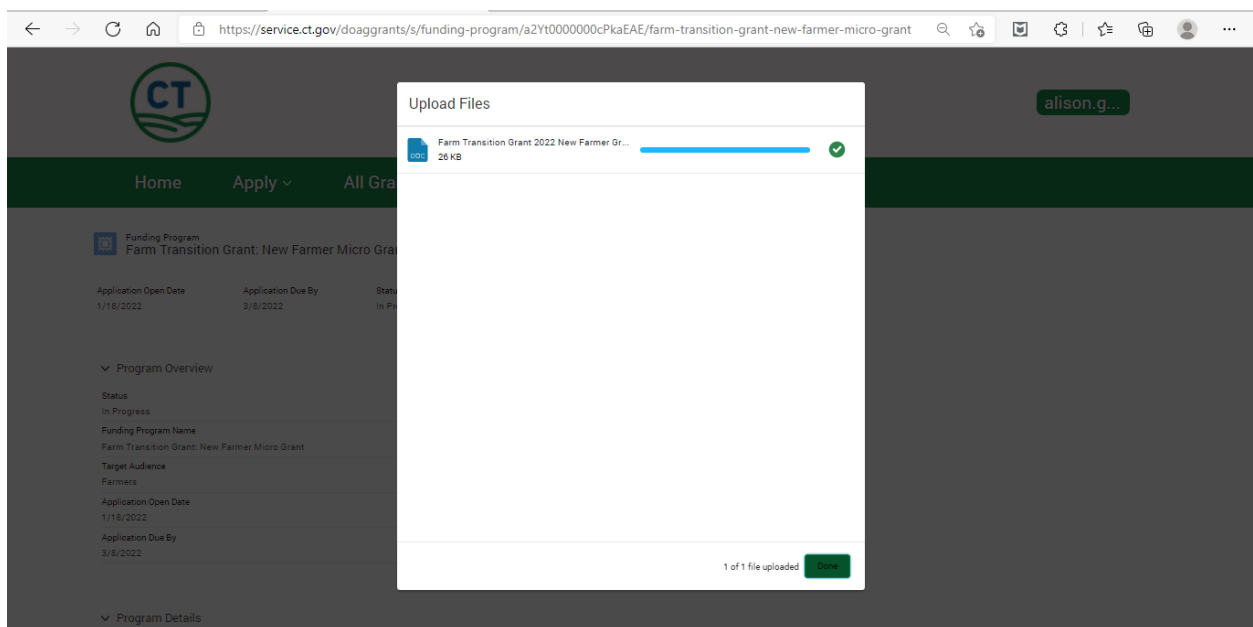 https://service.ct.gov/doaggrants/s/funding-program/a2Yt0000000cPkaEAE/farm-transition-grant-new-farmer-micro-grant
CT
alison.g...
Upload Files
DOC
Farm Transition Grant 2022 New Farmer Gr...
26 KB
Home Apply All Gra
Funding Program
Farm Transition Grant: New Farmer Micro Gra
Application Open Date Application Due By Statu
1/18/2022 3/8/2022 In Pr
Program Overview
Status
In Progress
Funding Program Name
Farm Transition Grant: New Farmer Micro Grant
Target Audience
Farmers
Application Open Date
1/18/2022
Application Due By
3/8/2022
1 of 1 file uploaded Done
Program Details